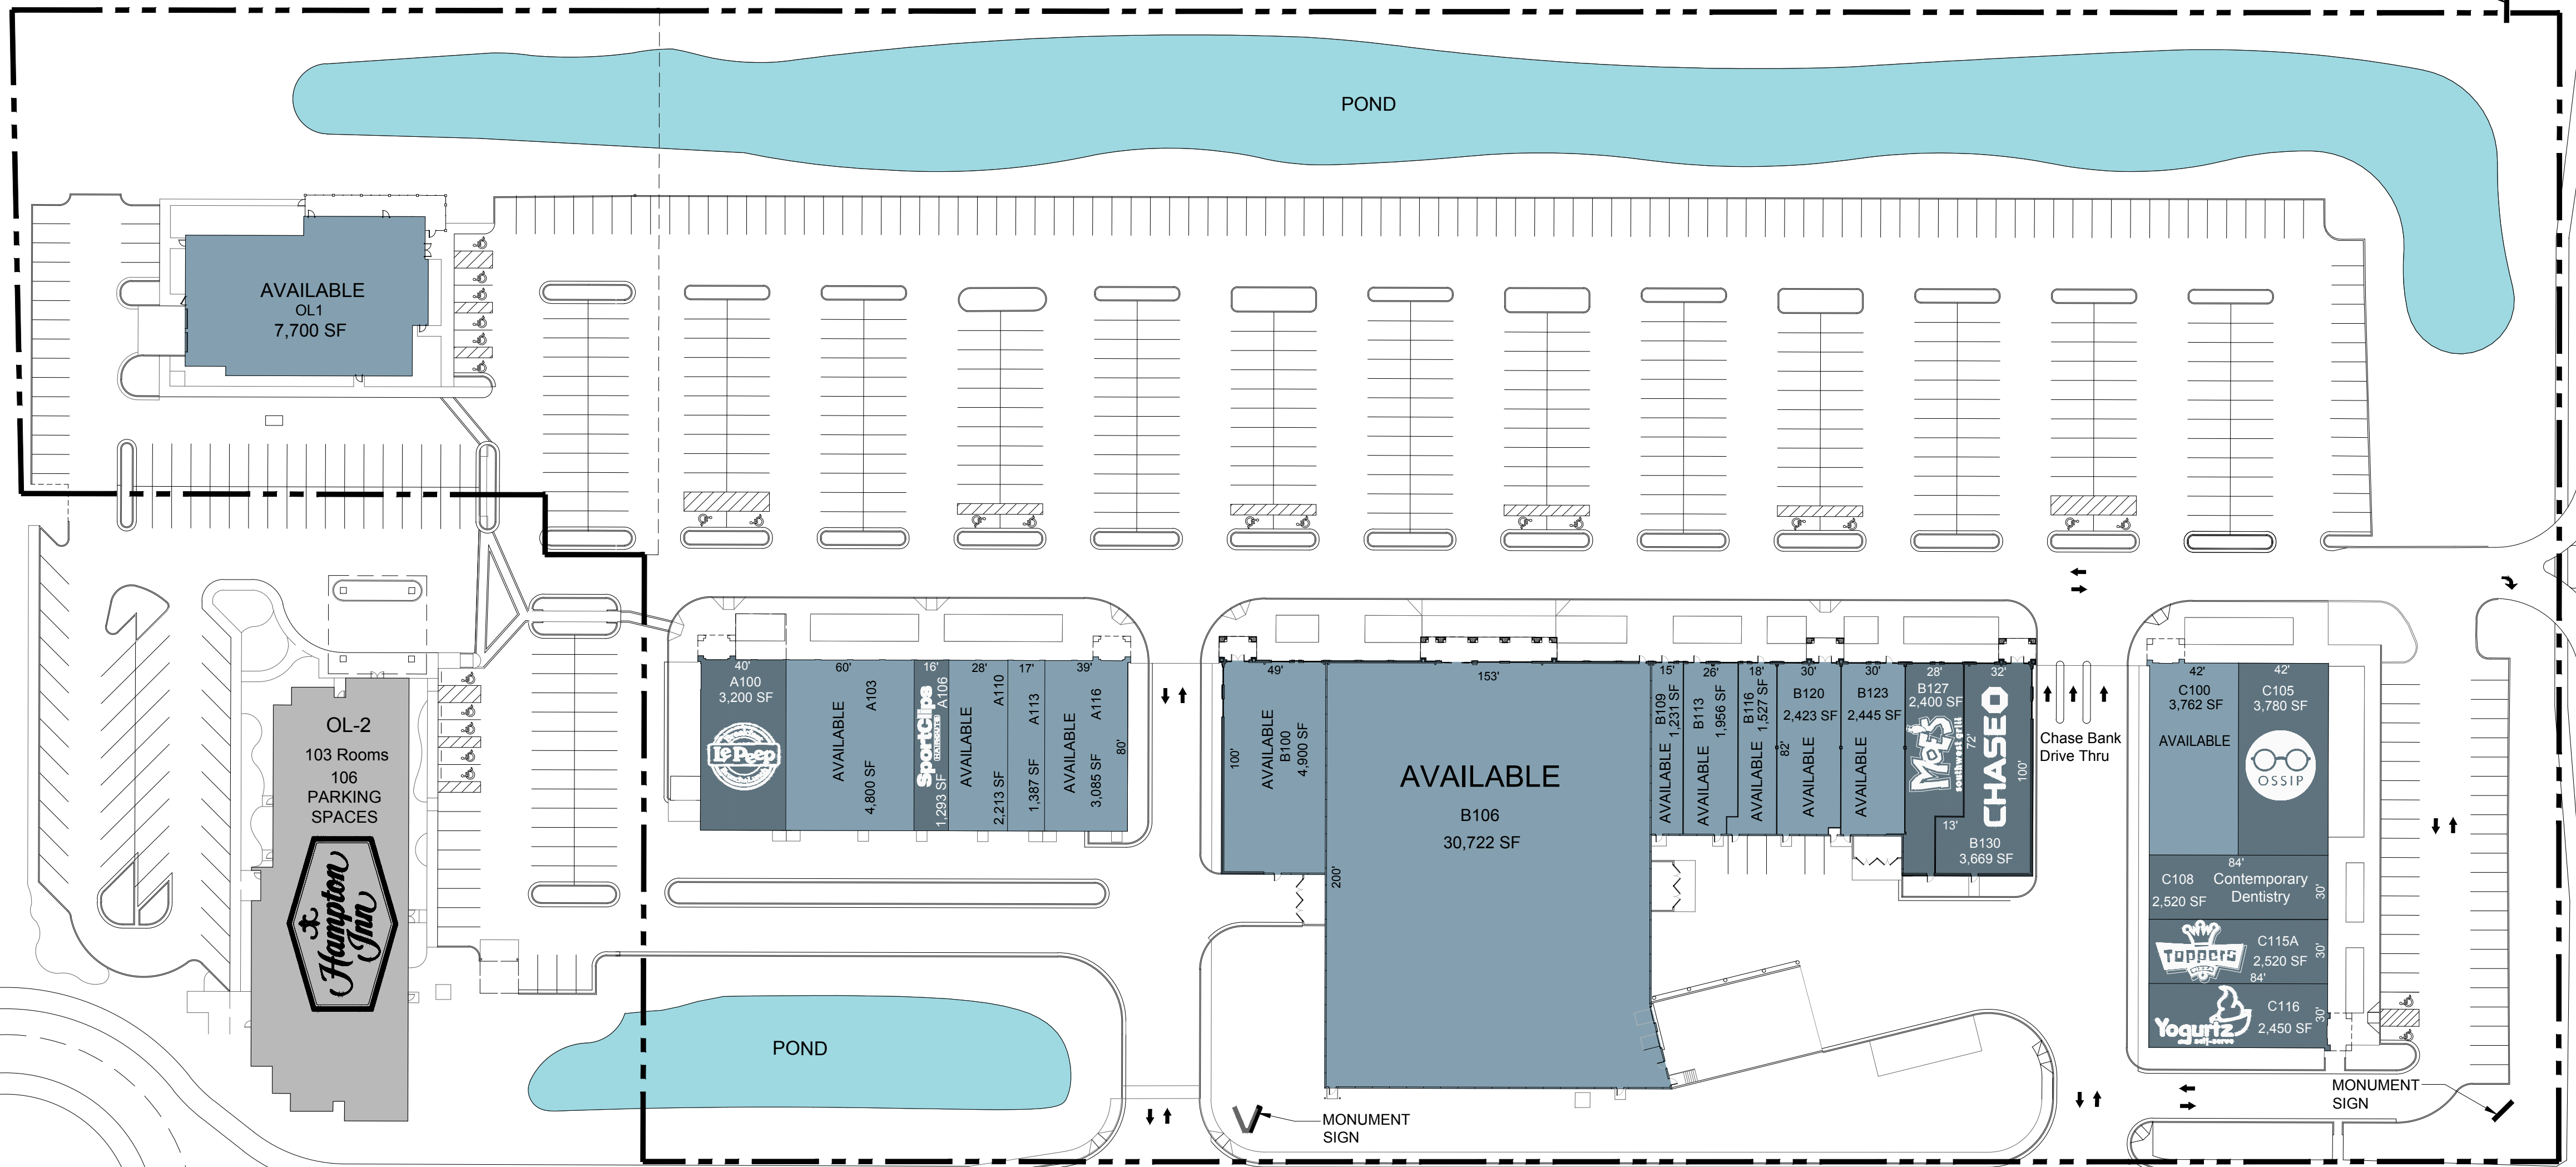 POND
AVAILABLE
OL1
7,700 SF
OL-2
103 Rooms
106
PARKING
SPACES
Hampton
Inn
40'
A100
3,200 SF
Le Peep
60'
A103
AVAILABLE
4,800 SF
16'
A106
SportClips
HAIRCUTS
1,293 SF
28'
A110
AVAILABLE
2,213 SF
17'
A113
1,387 SF
39'
A116
AVAILABLE
3,085 SF
80'
POND
49'
100'
AVAILABLE
B100
4,900 SF
153'
AVAILABLE
B106
30,722 SF
200'
15'
B109
1,231 SF
AVAILABLE
26'
B113
1,956 SF
AVAILABLE
18'
B116
1,527 SF
AVAILABLE
82'
30'
B120
2,423 SF
AVAILABLE
30'
B123
2,445 SF
AVAILABLE
28'
B127
2,400 SF
MOE'S
southwest grill
72'
13'
32'
CHASE
100'
B130
3,669 SF
Chase Bank
Drive Thru
42'
C100
3,762 SF
AVAILABLE
42'
C105
3,780 SF
OSSIP
84'
C108
2,520 SF
Contemporary
Dentistry
30'
Toppers
PIZZA
C115A
2,520 SF
84'
30'
Yogurtz
self-serve
C116
2,450 SF
30'
MONUMENT
SIGN
MONUMENT
SIGN